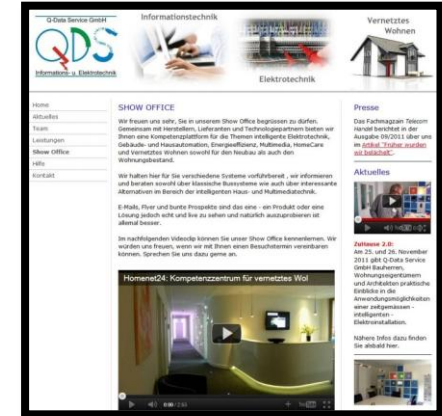 Q-Data Service GmbH
QDS
Informations- u. Elektrotechnik
Informationstechnik
Elektrotechnik
Vernetztes
Wohnen
Home
Aktuelles
Team
Leistungen
Show Office
Hilfe
Kontakt
SHOW OFFICE
Wir freuen uns sehr, Sie in unserem Show Office begrüssen zu dürfen.
Gemeinsam mit Herstellern, Lieferanten und Technologiepartnern bieten wir
Ihnen eine Kompetenzplattform für die Themen intelligente Elektrotechnik,
Gebäude- und Hausautomation, Energieeffizienz, Multimedia, HomeCare
und Vernetztes Wohnen sowohl für den Neubau als auch den
Wohnungsbestand.
Wir halten hier für Sie verschiedene Systeme vorführbereit , wir informieren
und beraten sowohl über klassische Bussysteme wie auch über interessante
Alternativen im Bereich der intelligenten Haus- und Multimediatechnik.
E-Mails, Flyer und bunte Prospekte sind das eine - ein Produkt oder eine
Lösung jedoch echt und live zu sehen und natürlich auszuprobieren ist
allemal besser.
Im nachfolgenden Videoclip können Sie unser Show Office kennenlernen. Wir
würden uns freuen, wenn wir mit Ihnen einen Besuchstermin vereinbaren
können. Sprechen Sie uns dazu gerne an.
Homenet24: Kompetenzzentrum für vernetztes Wol
Presse
Das Fachmagazin Telecom
Handel berichtet in der
Ausgabe 09/2011 über uns
im Artikel "Früher wurden
wir belächelt".
Aktuelles
Zuhause 2.0:
Am 25. und 26. November
2011 gibt Q-Data Service
GmbH Bauherren,
Wohnungseigentümern
und Architekten praktische
Einblicke in die
Anwendungsmöglichkeiten
einer zeitgemässen -
intelligenten -
Elektroinstallation.
Nähere Infos dazu finden
Sie alsbald hier.